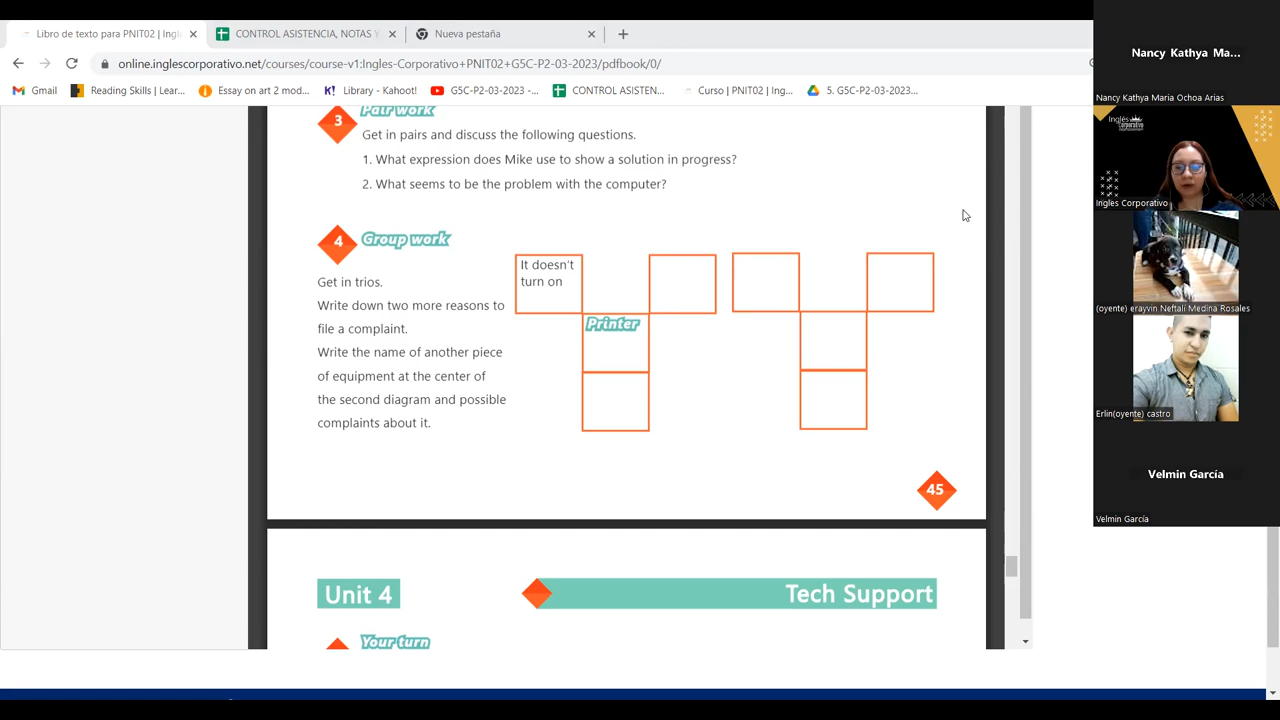 Libro de texto para PNIT02 | Ingl
CONTROL ASISTENCIA, NOTAS Y
Nueva pestaña
online.inglescorporativo.net/courses/course-v1:Ingles-Corporativo+PNIT02+G5C-P2-03-2023/pdfbook/0/
Gmail
Reading Skills | Lear...
Essay on art 2 mod...
Library - Kahoot!
G5C-P2-03-2023 -...
CONTROL ASISTEN...
Curso | PNIT02 | Ing...
5. G5C-P2-03-2023...
3
Pair work
Get in pairs and discuss the following questions.
1. What expression does Mike use to show a solution in progress?
2. What seems to be the problem with the computer?
4
Group work
Get in trios.
Write down two more reasons to
file a complaint.
Write the name of another piece
of equipment at the center of
the second diagram and possible
complaints about it.
It doesn't
turn on
Printer
45
Unit 4
Tech Support
Your turn
Nancy Kathya Ma...
Nancy Kathya Maria Ochoa Arias
Inglés
Corporativo
Ingles Corporativo
(oyente) erayvin Neftalí Medina Rosales
Erlin(oyente) castro
Velmin García
Velmin García